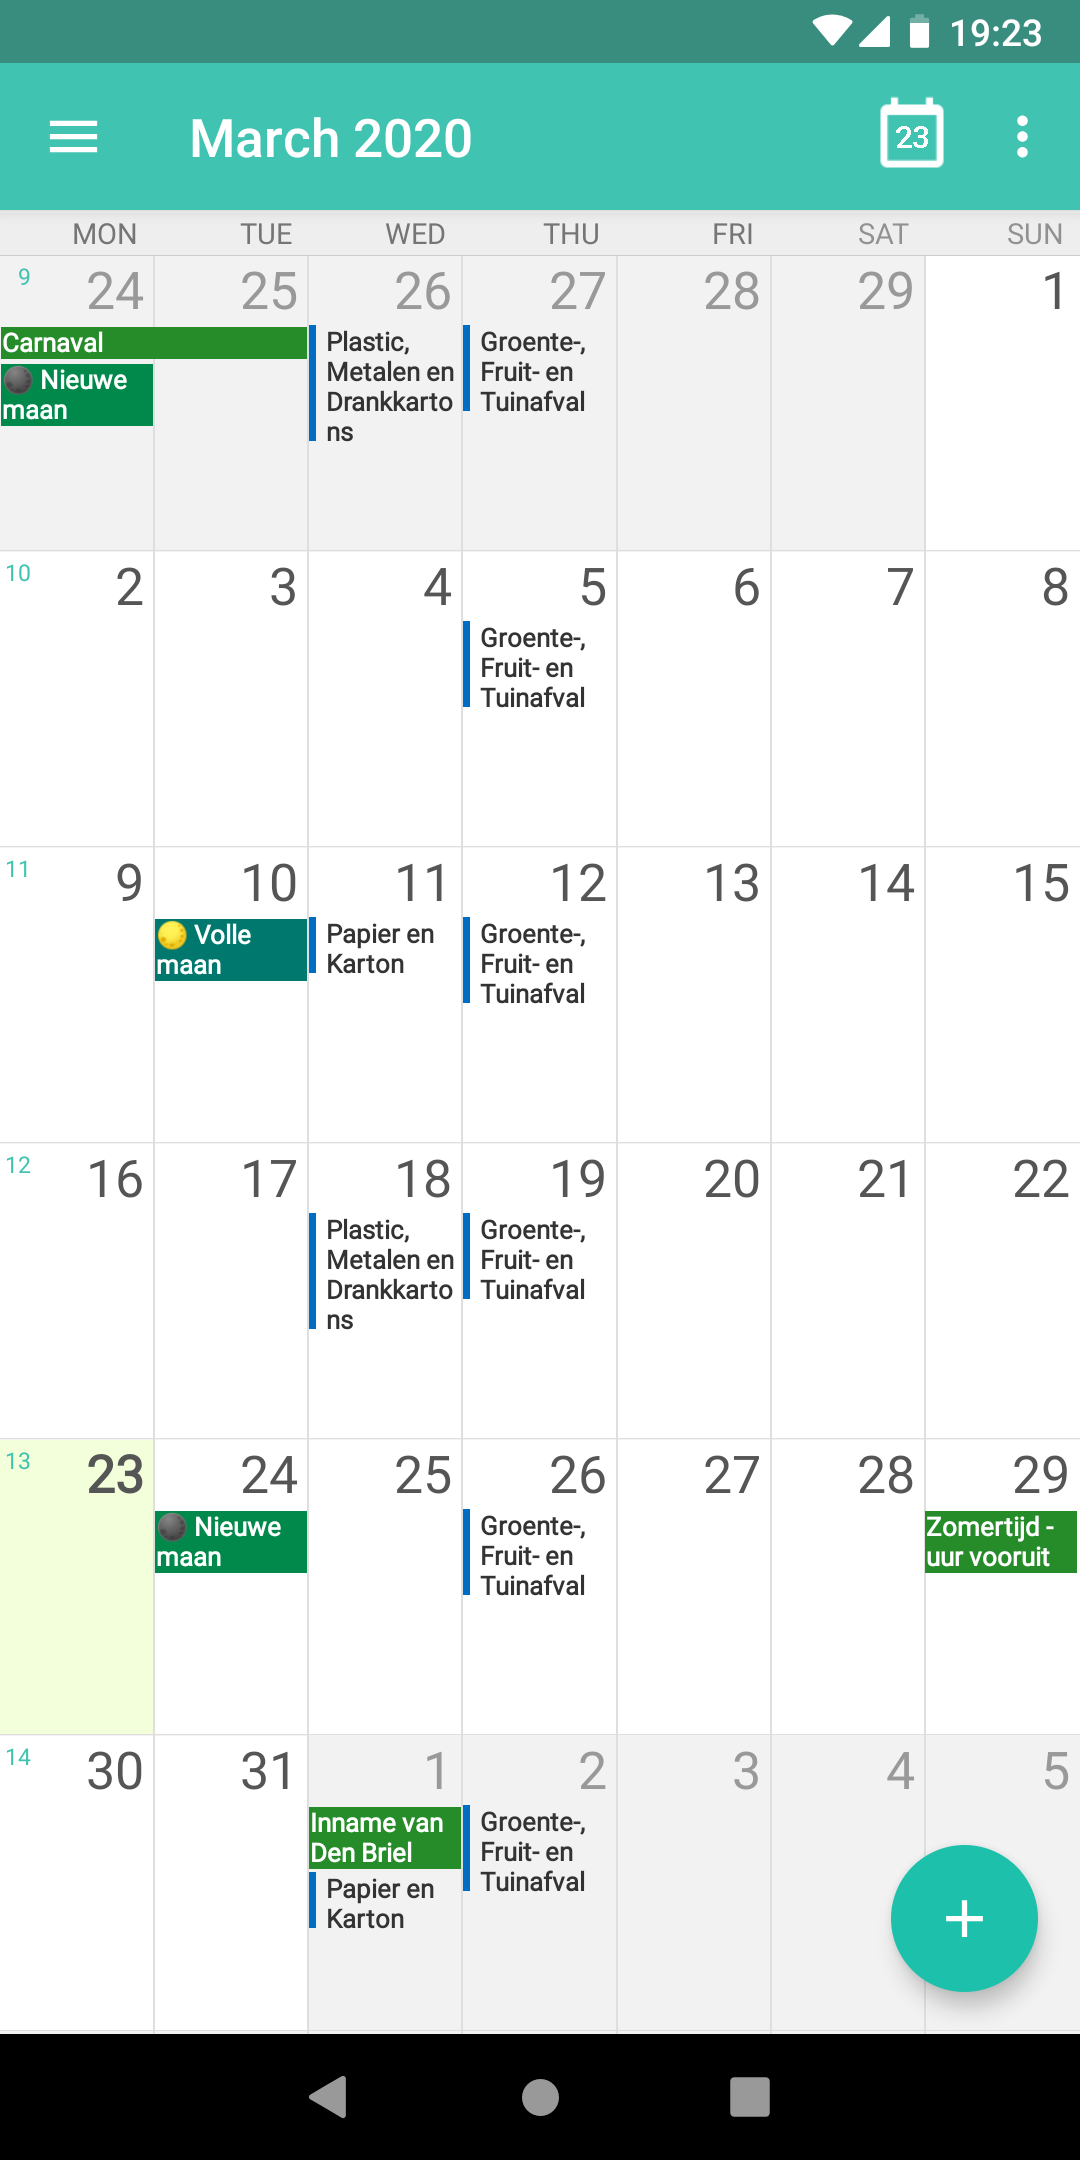 19:23
March 2020
23
MON TUE WED THU FRI SAT SUN
9 24 25 26 27 28 29 1
Carnaval
Nieuwe
maan
Plastic,
Metalen en
Drankkarto
ns
Groente-,
Fruit- en
Tuinafval
10 2 3 4 5 6 7 8
Groente-,
Fruit- en
Tuinafval
11 9 10 11 12 13 14 15
Volle
maan
Papier en
Karton
Groente-,
Fruit- en
Tuinafval
12 16 17 18 19 20 21 22
Plastic,
Metalen en
Drankkarto
ns
Groente-,
Fruit- en
Tuinafval
13 23 24 25 26 27 28 29
Nieuwe
maan
Groente-,
Fruit- en
Tuinafval
Zomertijd -
uur vooruit
14 30 31 1 2 3 4 5
Inname van
Den Briel
Papier en
Karton
Groente-,
Fruit- en
Tuinafval